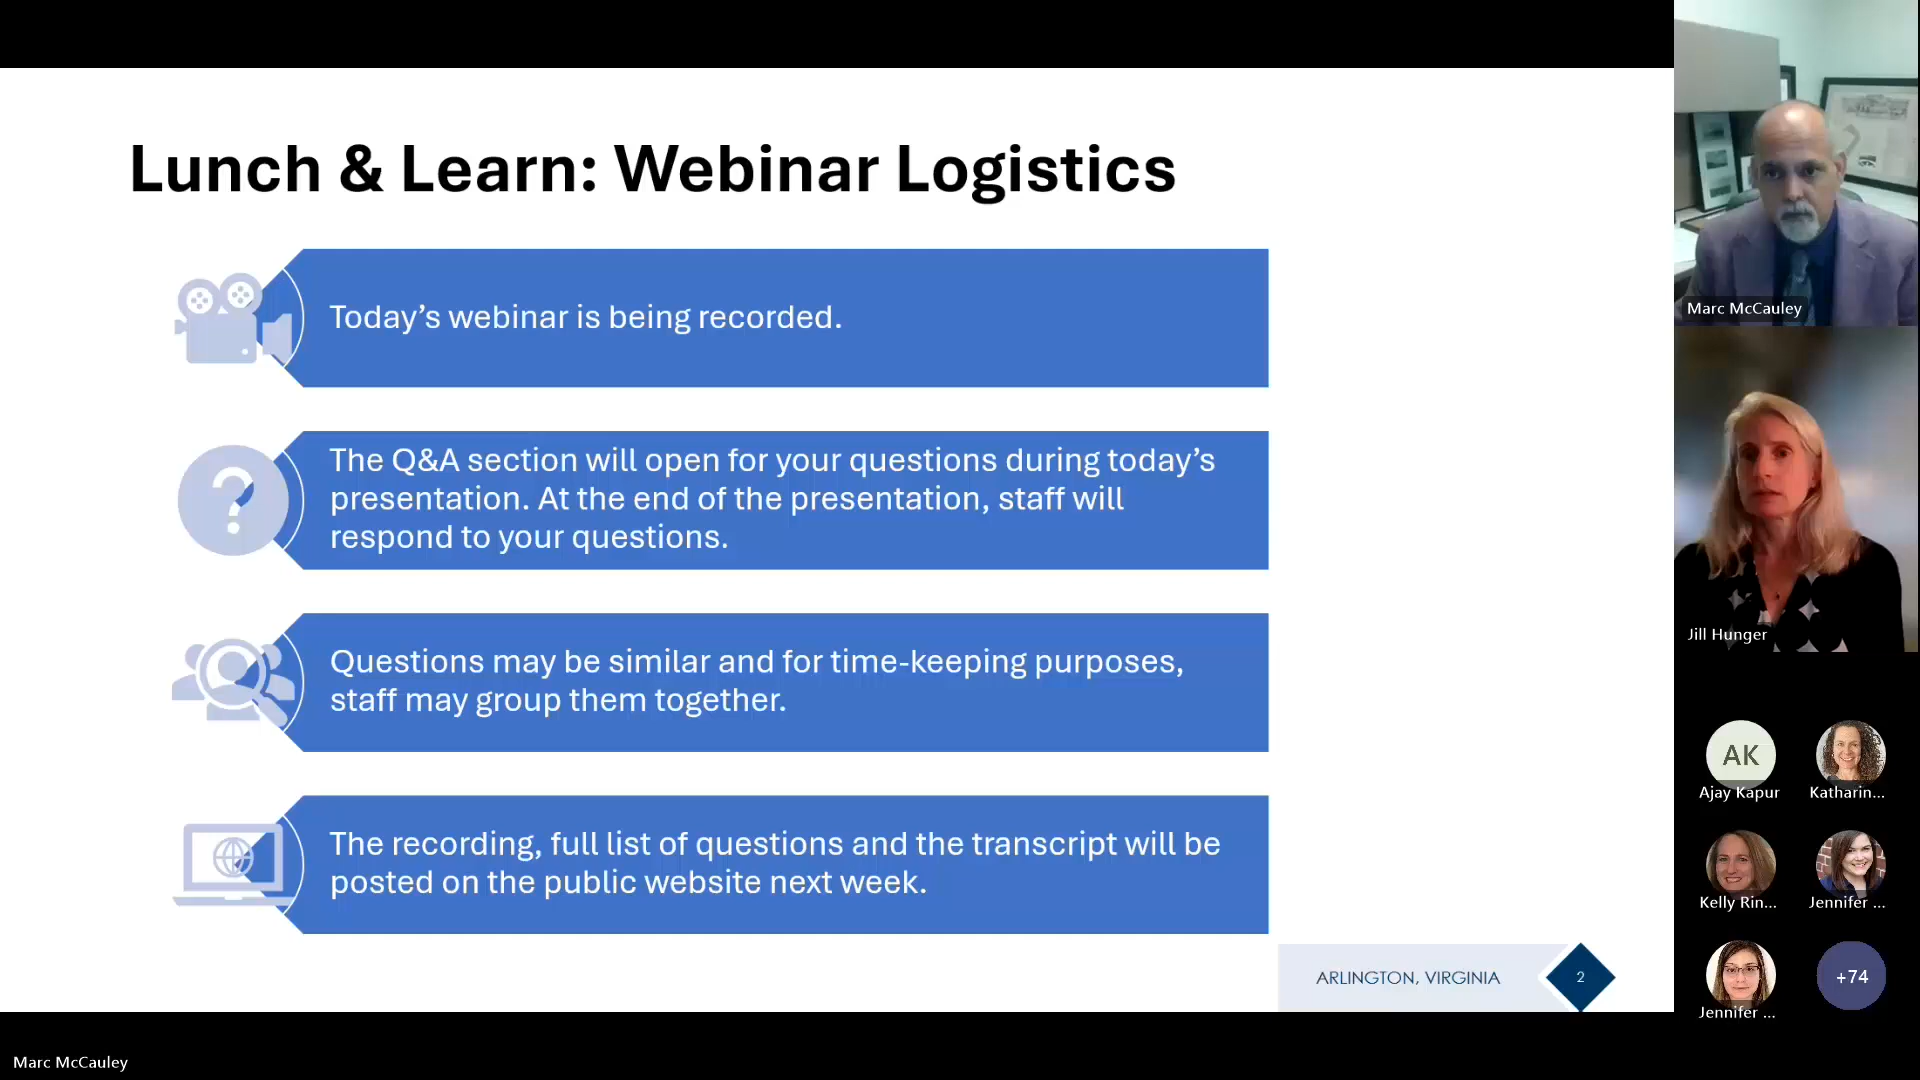 Lunch & Learn: Webinar Logistics
Today's webinar is being recorded.
The Q&A section will open for your questions during today's
presentation. At the end of the presentation, staff will
respond to your questions.
Questions may be similar and for time-keeping purposes,
staff may group them together.
The recording, full list of questions and the transcript will be
posted on the public website next week.
ARLINGTON, VIRGINIA
2
Marc McCauley
Jill Hunger
AK
Ajay Kapur
Katharin...
Kelly Rin...
Jennifer ...
Jennifer ...
+74
Marc McCauley